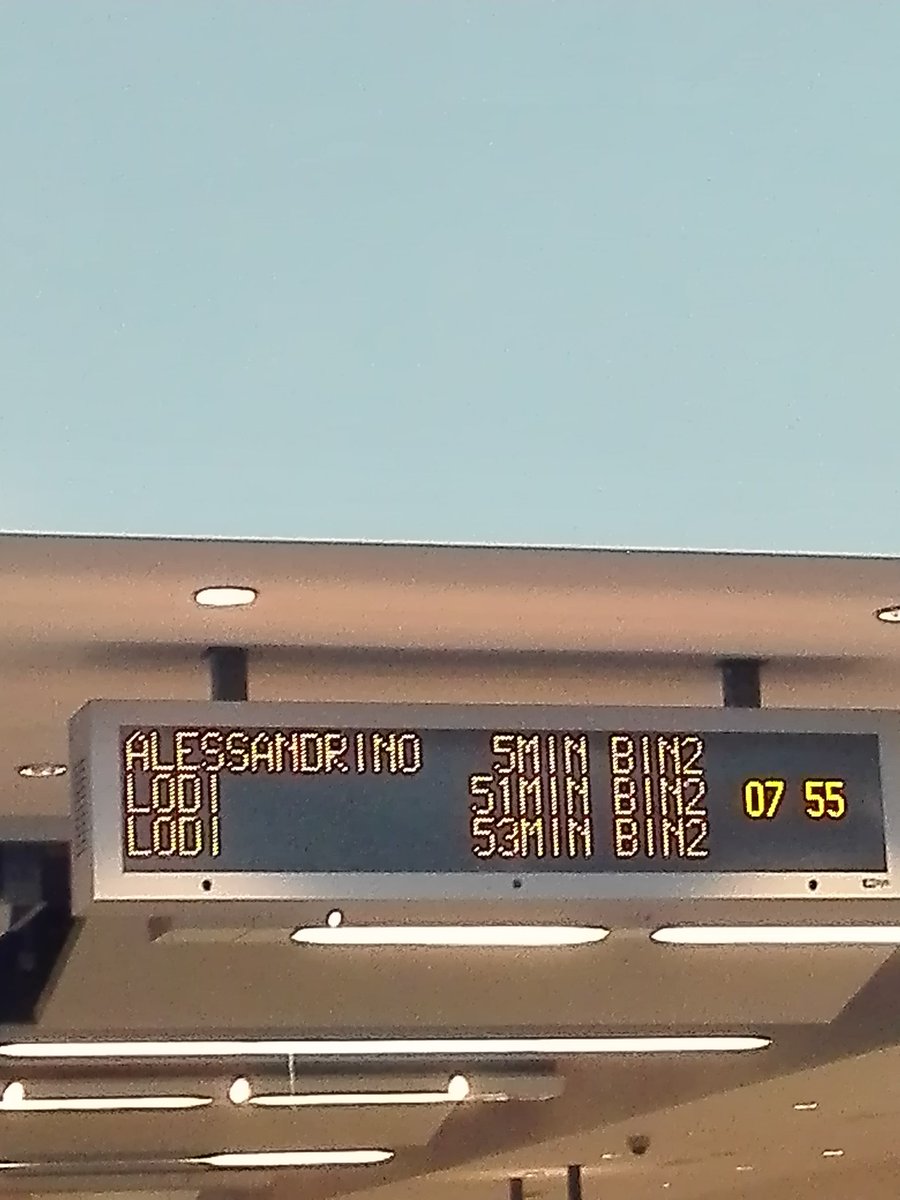 ALESSANDRINO 5MIN BIN2
LODI 51MIN BIN2 07 55
LODI 53MIN BIN2